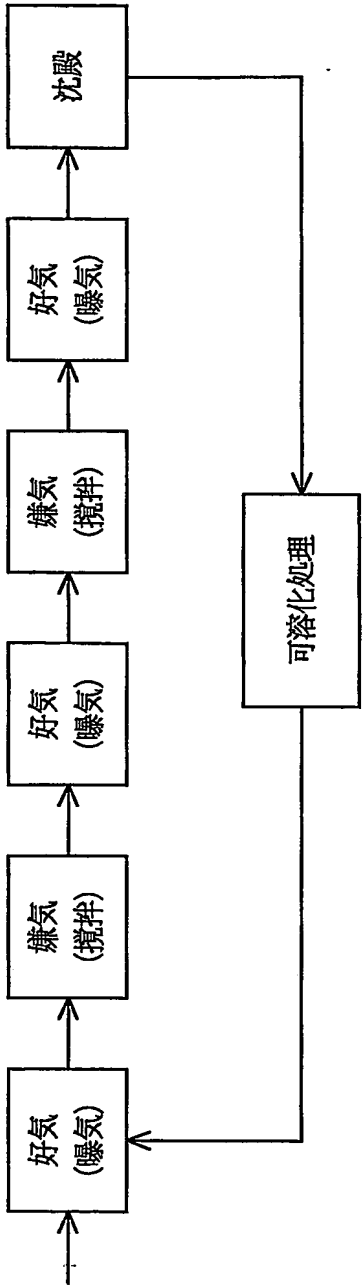 好気
(曝気)
嫌気
(撹拌)
好気
(曝気)
嫌気
(撹拌)
好気
(曝気)
沈殿
可溶化処理